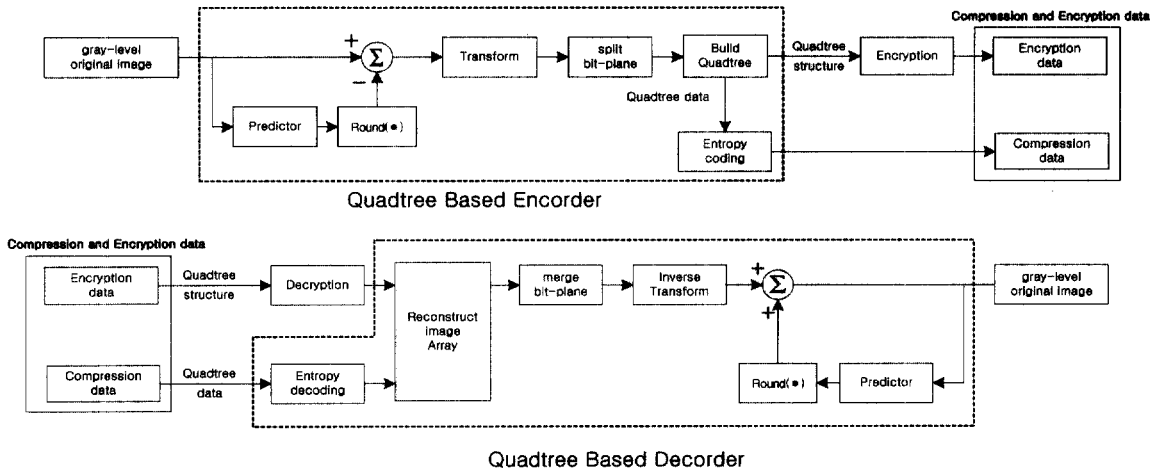 Compression and Encryption data
gray-level
original image
+
Σ
−
Transform
split
bit-plane
Build
Quadtree
Quadtree
structure
Encryption
Encryption
data
Quadtree data
Predictor
Round(•)
Entropy
coding
Compression
data
Quadtree Based Encorder
Compression and Encryption data
Encryption
data
Quadtree
structure
Decryption
Reconstruct
image
Array
merge
bit-plane
Inverse
Transform
+
Σ
+
gray-level
original image
Compression
data
Quadtree
data
Entropy
decoding
Round(•)
Predictor
Quadtree Based Decorder